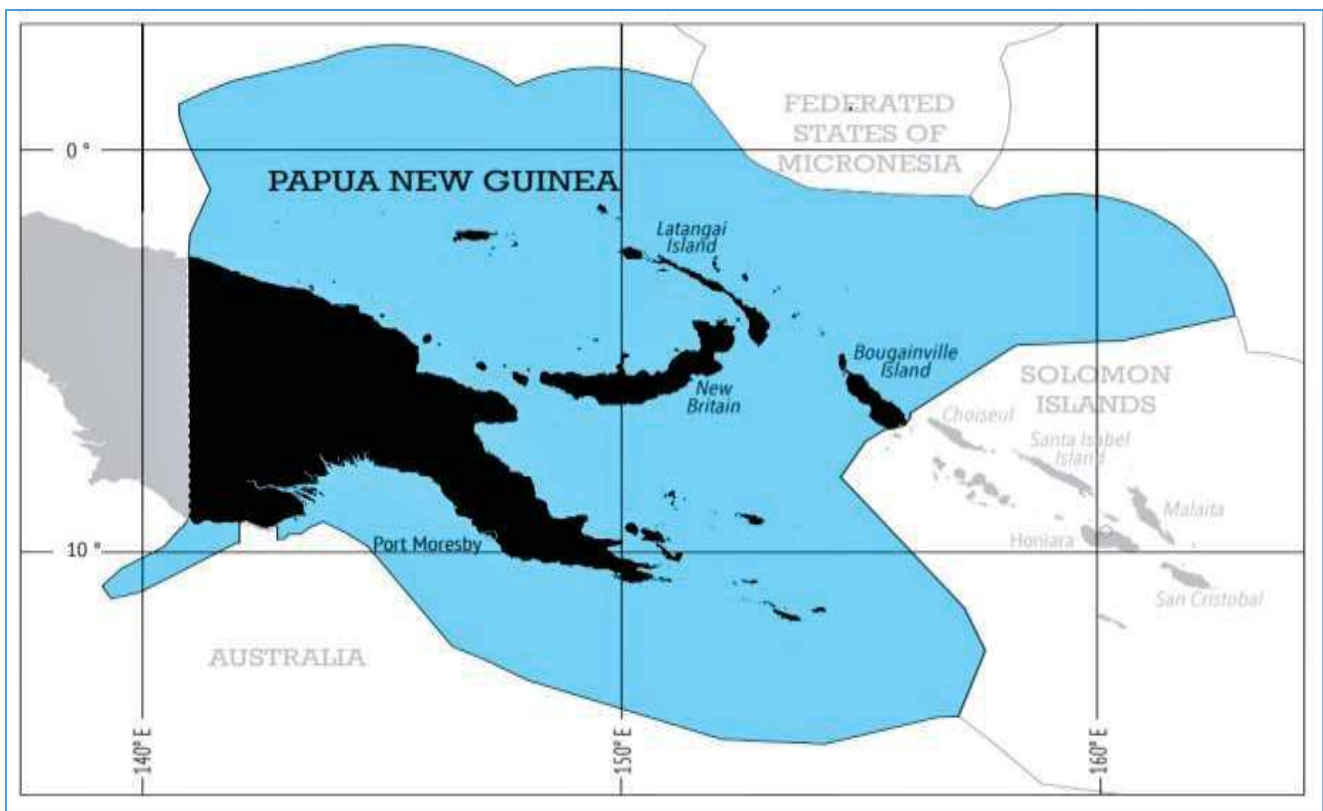 FEDERATED
STATES OF
MICRONESIA
0°
PAPUA NEW GUINEA
Latangai
Island
Bougainville
Island
New
Britain
SOLOMON
ISLANDS
Choiseul
Santa Isabel
Island
Malaita
Honiara
Port Moresby
10°
San Cristobal
AUSTRALIA
140° E
150° E
160° E